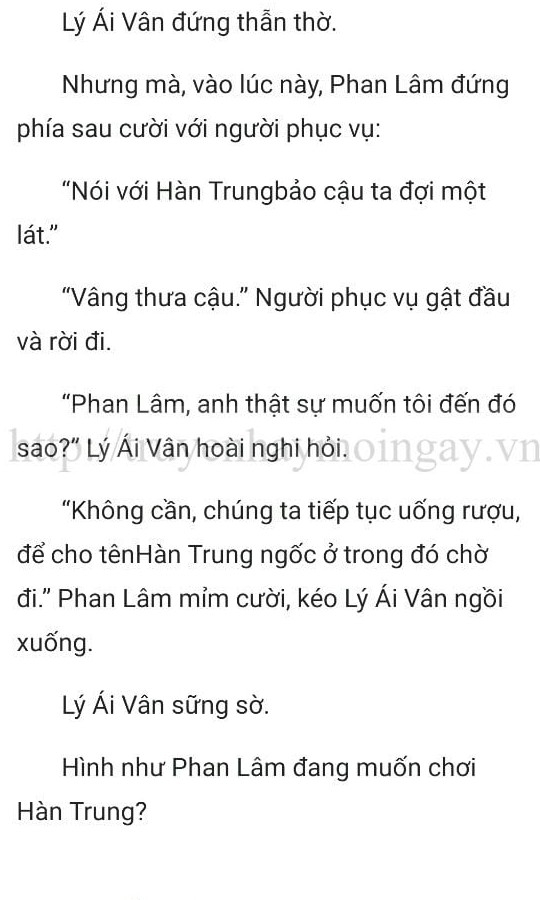 Lý Ái Vân đứng thẫn thờ.
Nhưng mà, vào lúc này, Phan Lâm đứng
phía sau cười với người phục vụ:
“Nói với Hàn Trungbảo cậu ta đợi một
lát.”
“Vâng thưa cậu.” Người phục vụ gật đầu
và rời đi.
“Phan Lâm, anh thật sự muốn tôi đến đó
sao?“ Lý Ái Vân hoài nghi hỏi.
http://truyenhaymoingay.vn
“Không cần, chúng ta tiếp tục uống rượu,
để cho tênHàn Trung ngốc ở trong đó chờ
đi.” Phan Lâm mỉm cười, kéo Lý Ái Vân ngồi
xuống.
Lý Ái Vân sững sờ.
Hình như Phan Lâm đang muốn chơi
Hàn Trung?